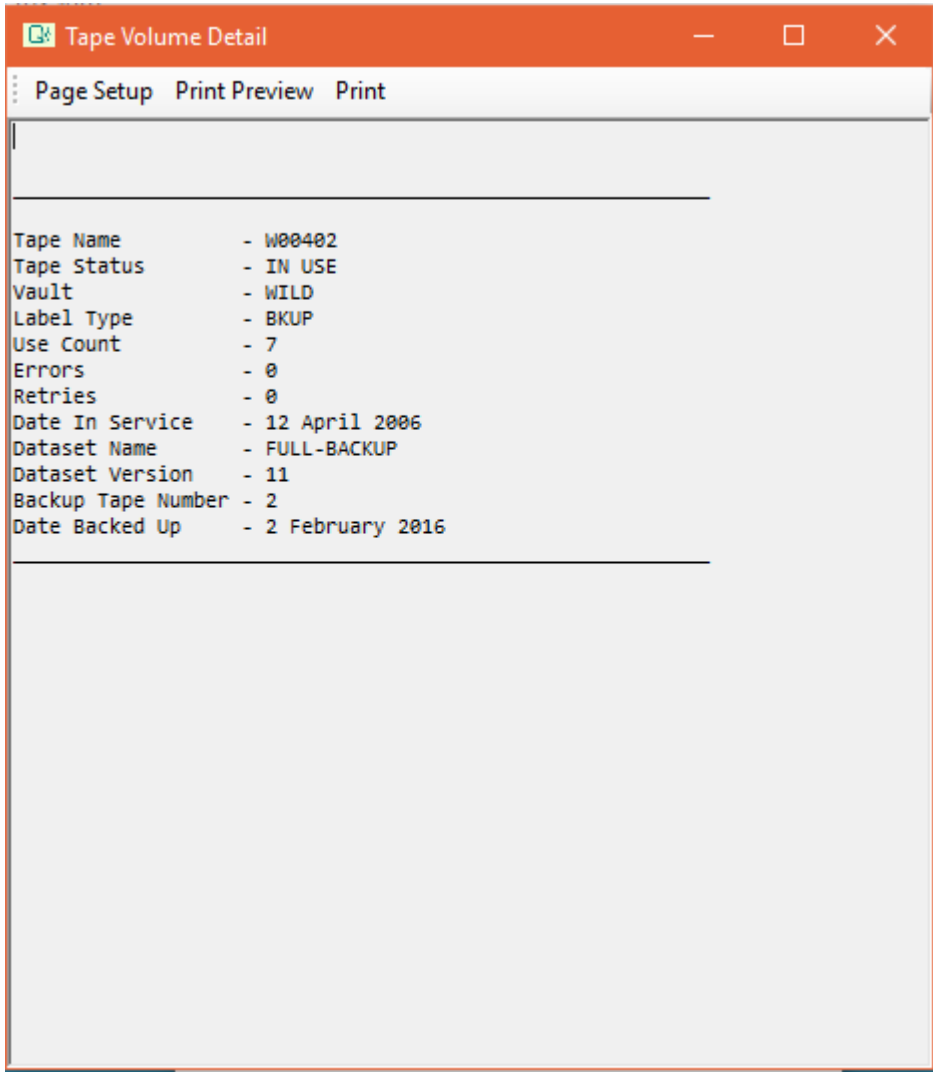 Tape Volume Detail
Page Setup Print Preview Print
Tape Name - W00402
Tape Status - IN USE
Vault - WILD
Label Type - BKUP
Use Count - 7
Errors - 0
Retries - 0
Date In Service - 12 April 2006
Dataset Name - FULL-BACKUP
Dataset Version - 11
Backup Tape Number - 2
Date Backed Up - 2 February 2016